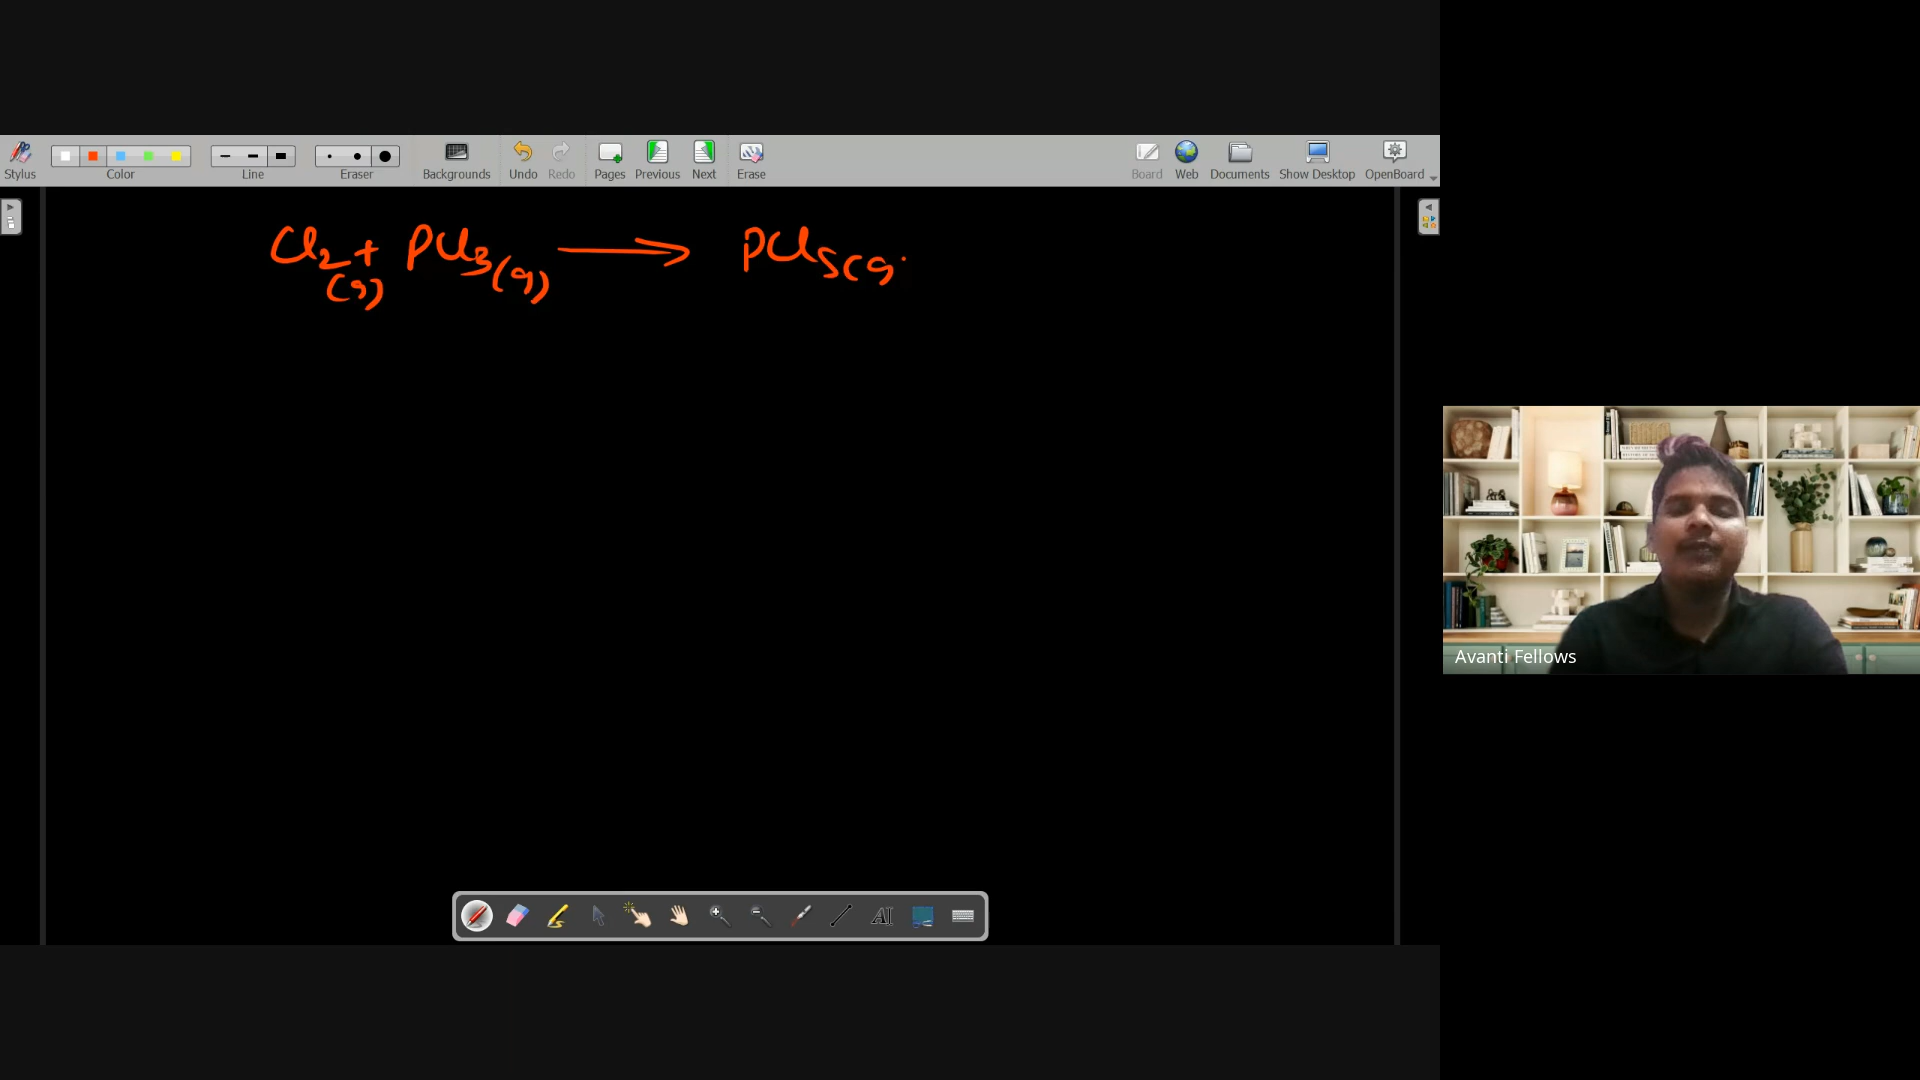 Stylus Color Line Eraser Backgrounds Undo Redo Pages Previous Next Erase Board Web Documents Show Desktop OpenBoard
Cl2(g) + PCl3(g) ⟶ PCl5(g
Avanti Fellows